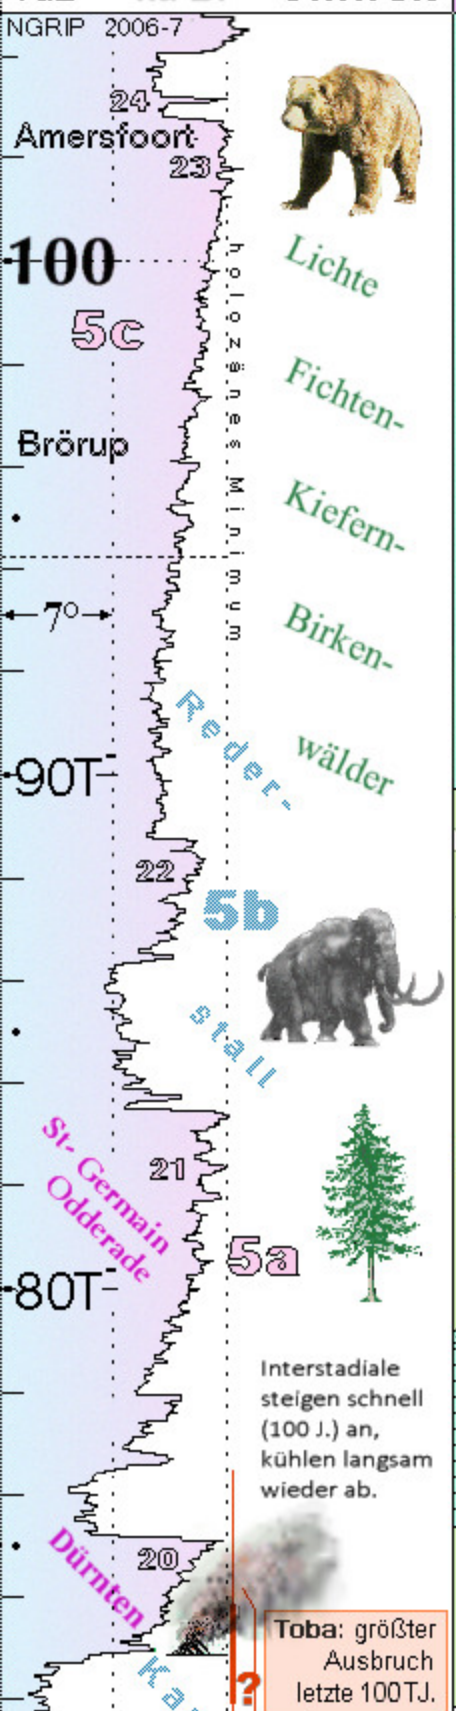 NGRIP 2006-7
24
Amersfoort
23
100
holozänes Minimum
Lichte
5c
Fichten-
Brörup
Kiefern-
7°
Birken-
Reder-
wälder
90T
22
5b
stall
St- Germain
Odderade
21
5a
80T
Interstadiale
steigen schnell
(100 J.) an,
kühlen langsam
wieder ab.
Dürnten
20
Toba: größter
Ausbruch
letzte 100TJ.
?